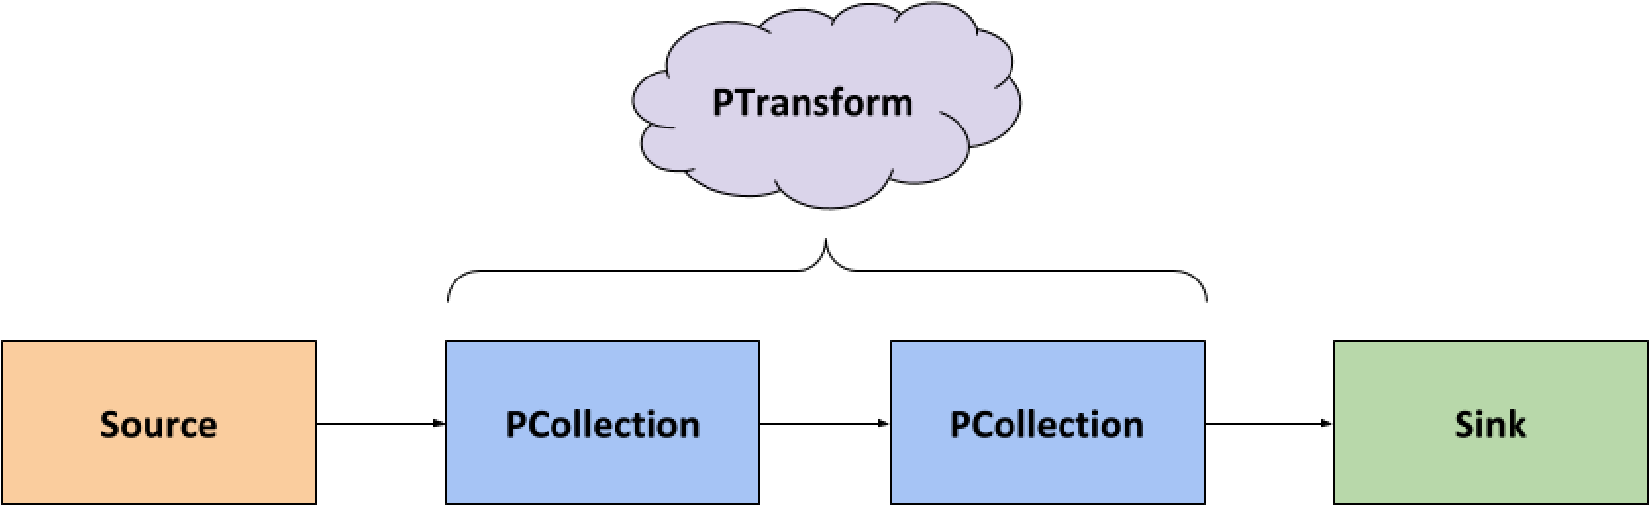 PTransform
Source
PCollection
PCollection
Sink